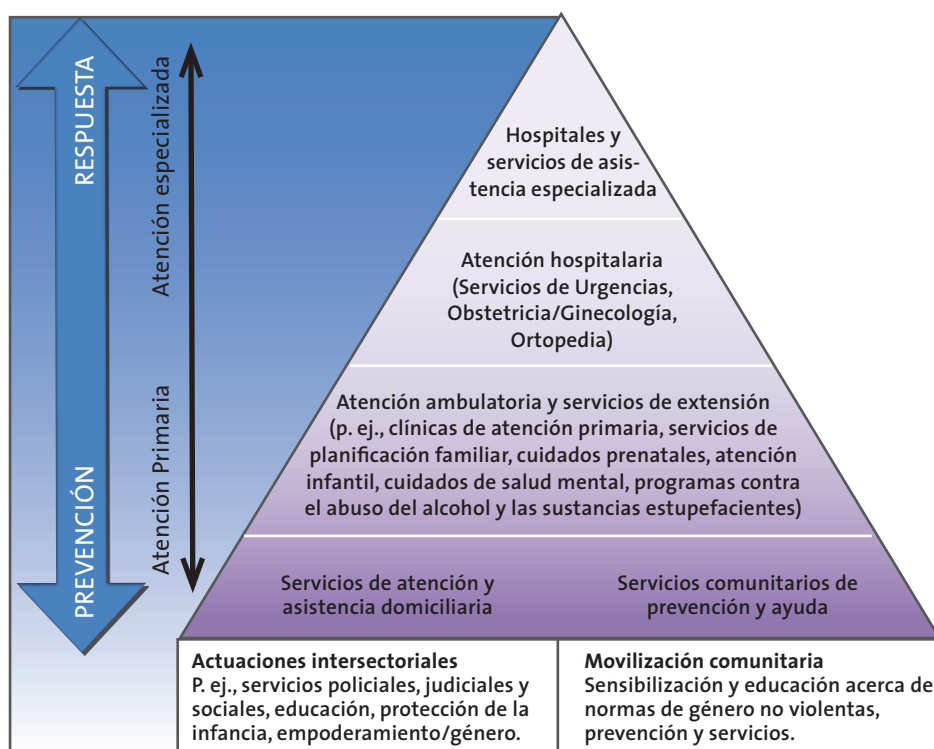 RESPUESTA
PREVENCIÓN
Atención especializada
Atención Primaria
Hospitales y
servicios de asis-
tencia especializada
Atención hospitalaria
(Servicios de Urgencias,
Obstetricia/Ginecología,
Ortopedia)
Atención ambulatoria y servicios de extensión
(p. ej., clínicas de atención primaria, servicios de
planificación familiar, cuidados prenatales, atención
infantil, cuidados de salud mental, programas contra
el abuso del alcohol y las sustancias estupefacientes)
Servicios de atención y
asistencia domiciliaria
Servicios comunitarios de
prevención y ayuda
Actuaciones intersectoriales
P. ej., servicios policiales, judiciales y
sociales, educación, protección de la
infancia, empoderamiento/género.
Movilización comunitaria
Sensibilización y educación acerca de
normas de género no violentas,
prevención y servicios.